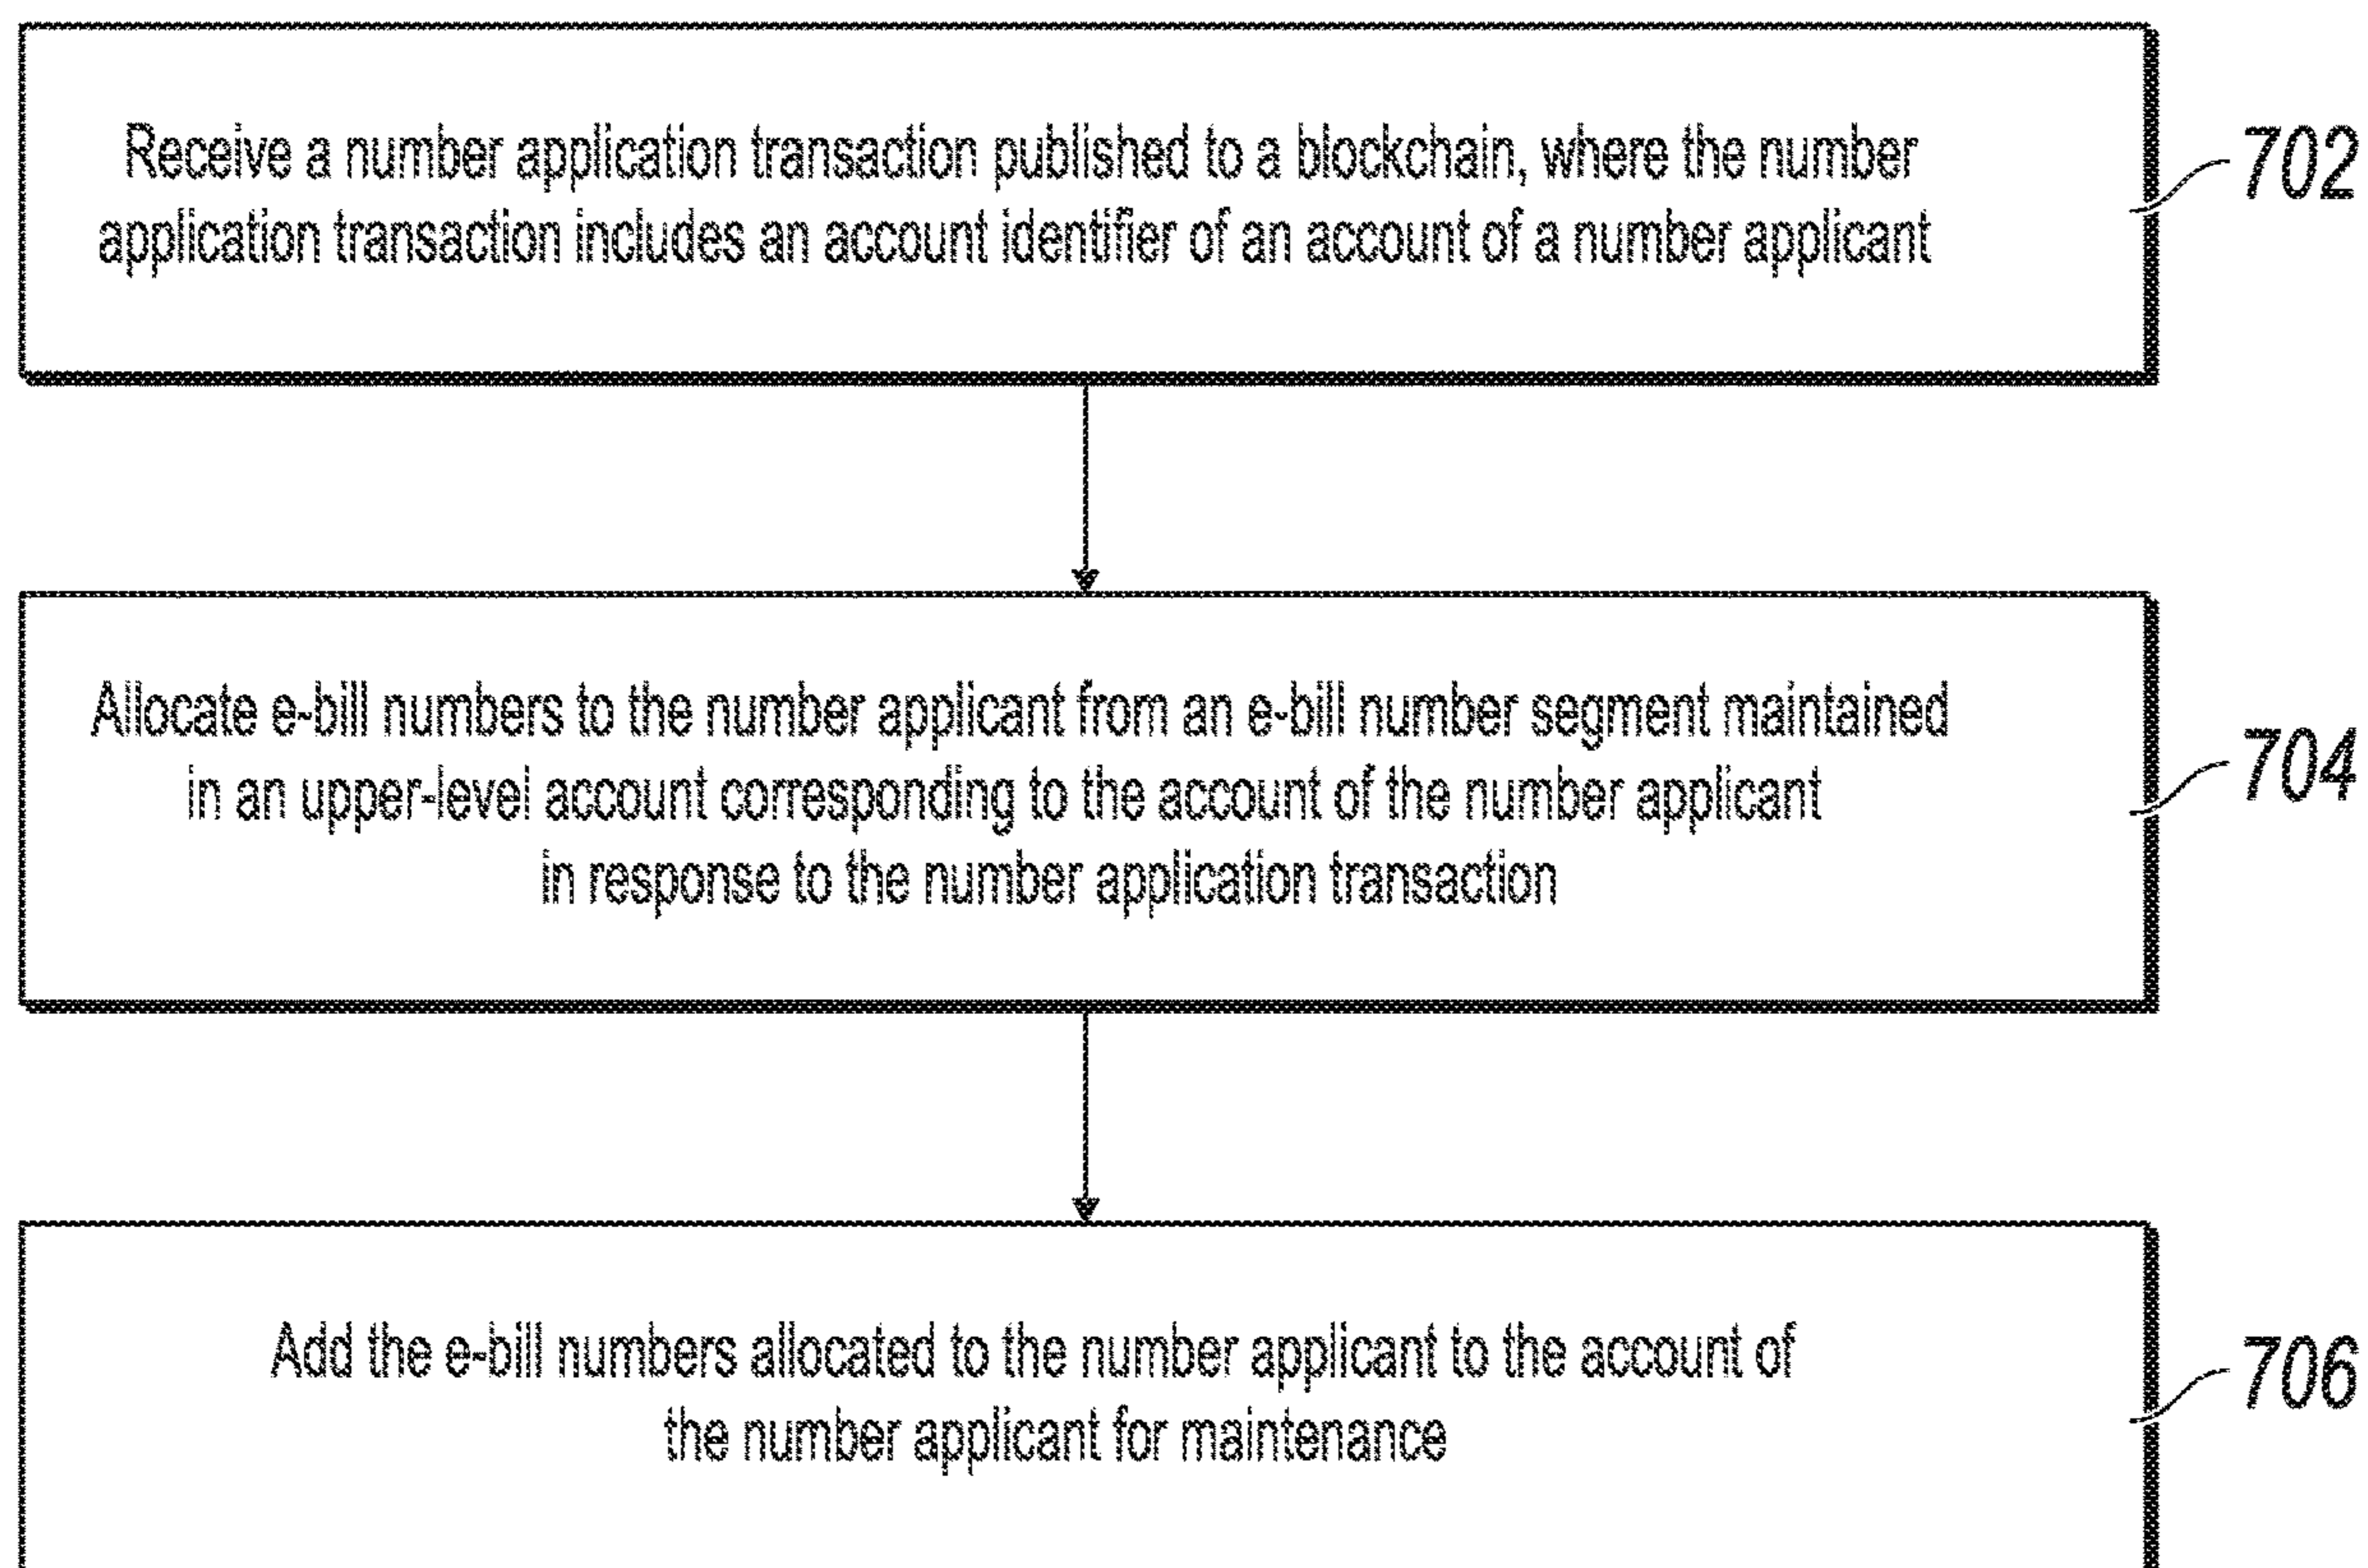 Receive a number application transaction published to a blockchain, where the number
application transaction includes an account identifier of an account of a number applicant
702
Allocate e-bill numbers to the number applicant from an e-bill number segment maintained
in an upper-level account corresponding to the account of the number applicant
in response to the number application transaction
704
Add the e-bill numbers allocated to the number applicant to the account of
the number applicant for maintenance
706